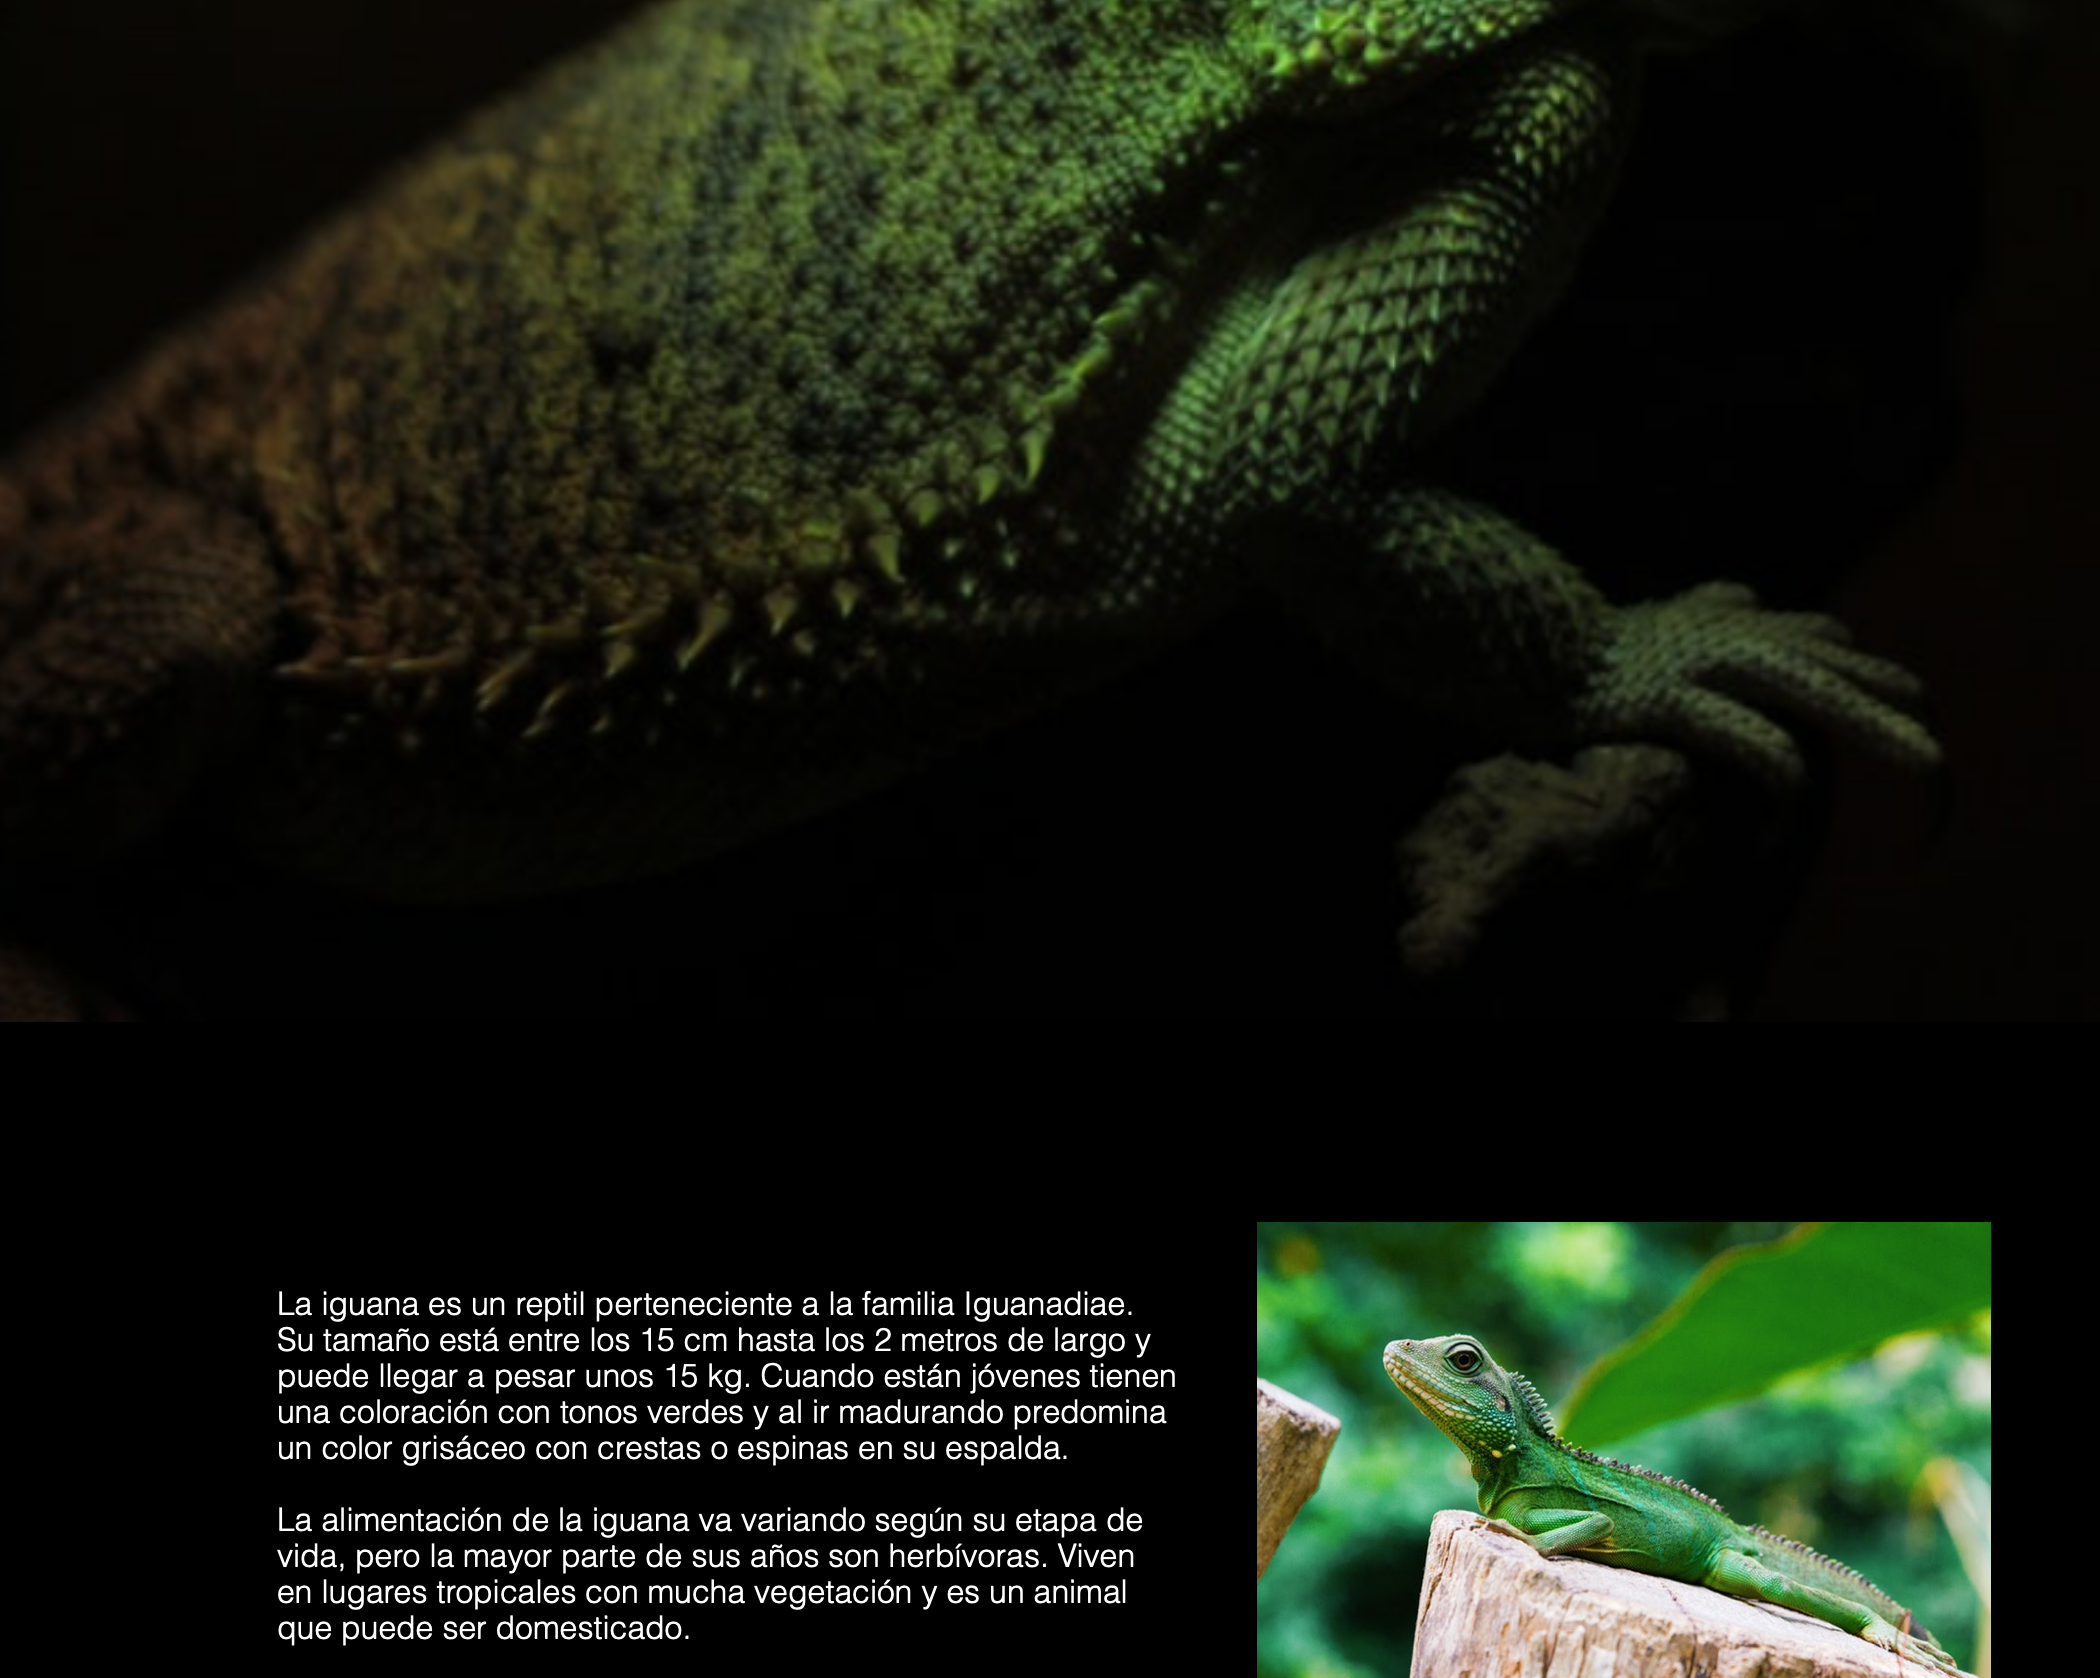 La iguana es un reptil perteneciente a la familia Iguanadiae.
Su tamaño está entre los 15 cm hasta los 2 metros de largo y
puede llegar a pesar unos 15 kg. Cuando están jóvenes tienen
una coloración con tonos verdes y al ir madurando predomina
un color grisáceo con crestas o espinas en su espalda.
La alimentación de la iguana va variando según su etapa de
vida, pero la mayor parte de sus años son herbívoras. Viven
en lugares tropicales con mucha vegetación y es un animal
que puede ser domesticado.